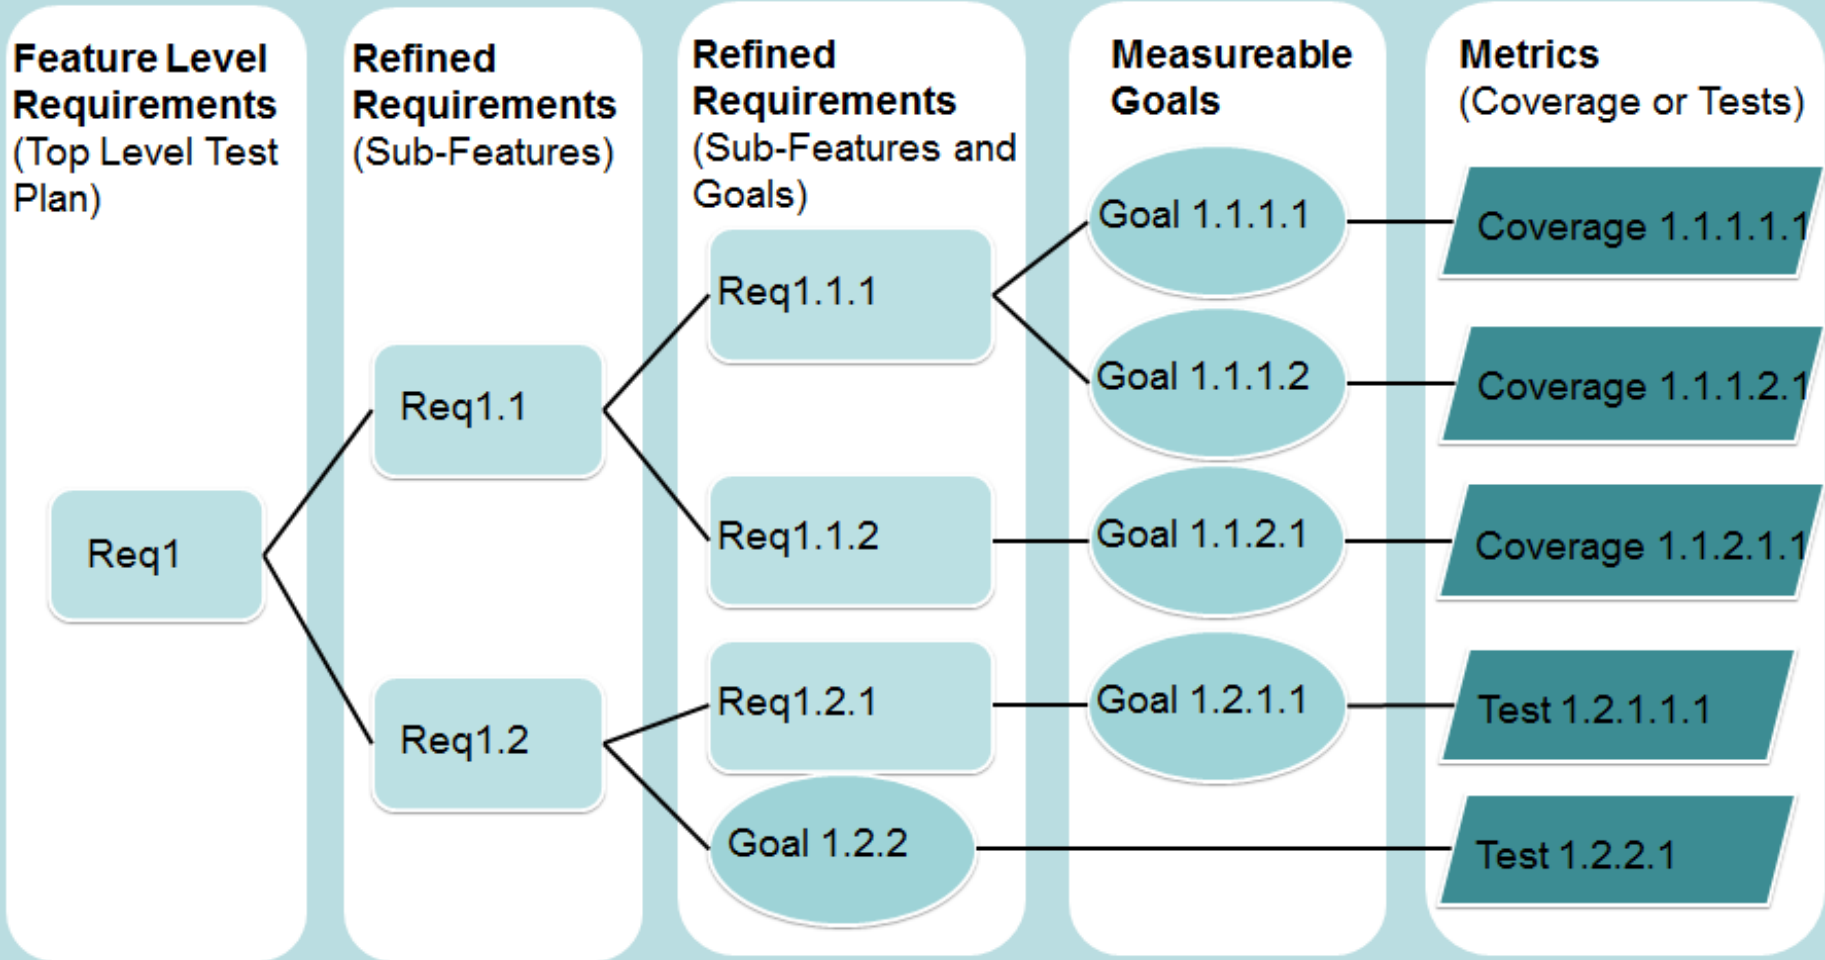 Feature Level
Requirements
(Top Level Test
Plan)
Refined
Requirements
(Sub-Features)
Refined
Requirements
(Sub-Features and
Goals)
Measureable
Goals
Metrics
(Coverage or Tests)
Req1
Req1.1
Req1.2
Req1.1.1
Req1.1.2
Req1.2.1
Goal 1.2.2
Goal 1.1.1.1
Goal 1.1.1.2
Goal 1.1.2.1
Goal 1.2.1.1
Coverage 1.1.1.1.1
Coverage 1.1.1.2.1
Coverage 1.1.2.1.1
Test 1.2.1.1.1
Test 1.2.2.1